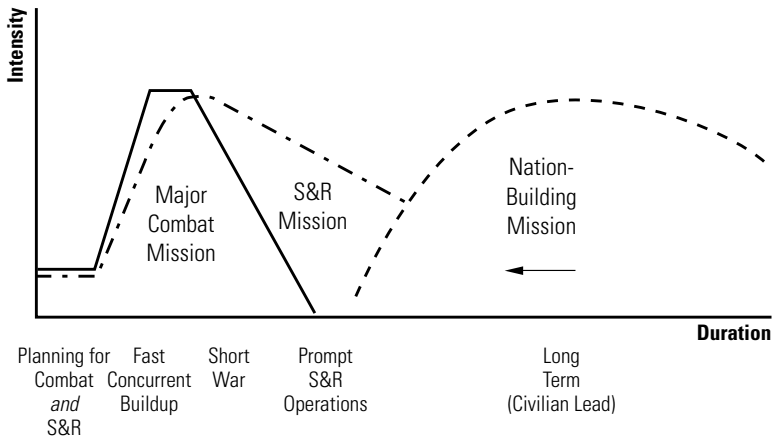 Intensity
Major
Combat
Mission
S&R
Mission
Nation-
Building
Mission
Duration
Planning for
Combat
and
S&R
Fast
Concurrent
Buildup
Short
War
Prompt
S&R
Operations
Long
Term
(Civilian Lead)